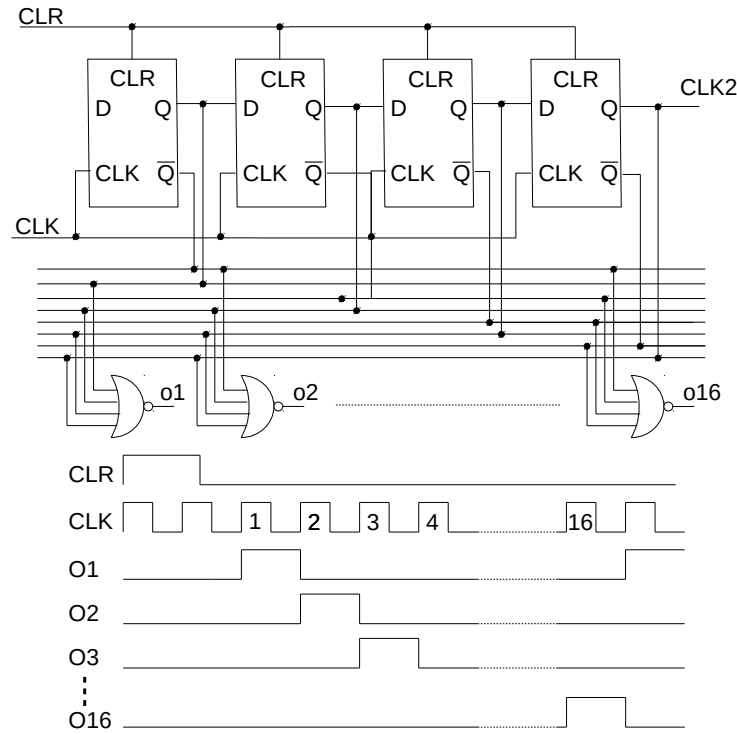 CLR
CLR CLR CLR CLR
CLK2
D Q D Q D Q D Q
CLK Q̅ CLK Q̅ CLK Q̅ CLK Q̅
CLK
o1 o2 o16
CLR
CLK 1 2 3 4 16
O1
O2
O3
O16